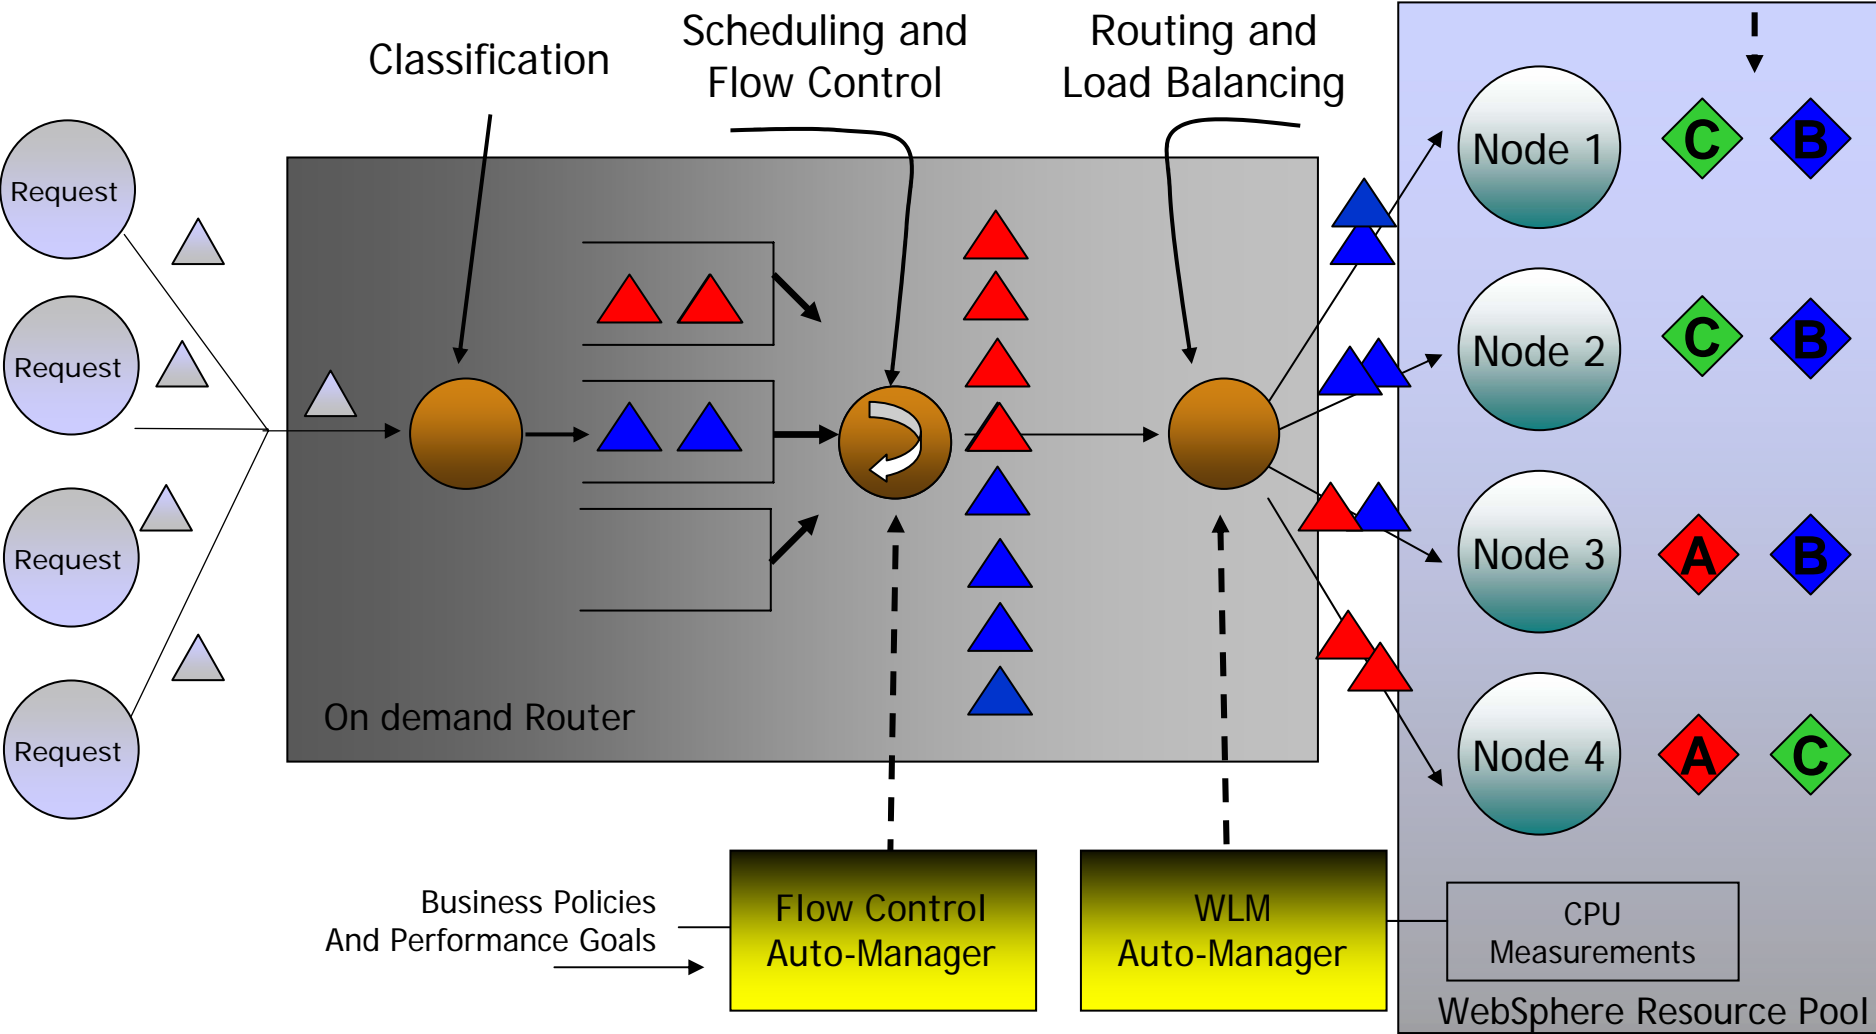 Classification
Scheduling and
Flow Control
Routing and
Load Balancing
Request
Request
Request
Request
On demand Router
Node 1
C
B
Node 2
C
B
Node 3
A
B
Node 4
A
C
Business Policies
And Performance Goals
Flow Control
Auto-Manager
WLM
Auto-Manager
CPU
Measurements
WebSphere Resource Pool